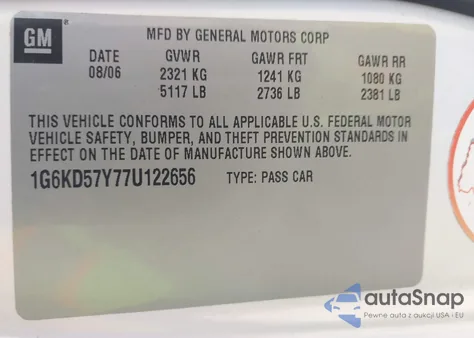 GM
MFD BY GENERAL MOTORS CORP
DATE GVWR GAWR FRT GAWR RR
08/06 2321 KG 1241 KG 1080 KG
5117 LB 2736 LB 2381 LB
THIS VEHICLE CONFORMS TO ALL APPLICABLE U.S. FEDERAL MOTOR
VEHICLE SAFETY, BUMPER, AND THEFT PREVENTION STANDARDS IN
EFFECT ON THE DATE OF MANUFACTURE SHOWN ABOVE.
1G6KD57Y77U122656 TYPE: PASS CAR
autoSnap
Pewne auta z aukcji USA - EU